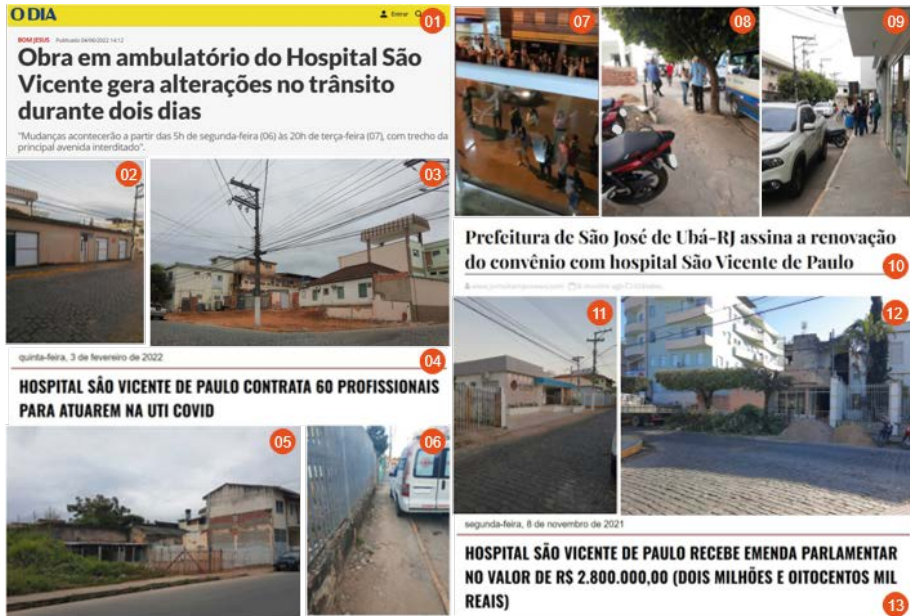 O DIA
Entrar
01
BOM JESUS Publicado 04/06/2022 14:12
Obra em ambulatório do Hospital São
Vicente gera alterações no trânsito
durante dois dias
"Mudanças acontecerão a partir das 5h de segunda-feira (06) às 20h de terça-feira (07), com trecho da
principal avenida interditado".
02
03
quinta-feira, 3 de fevereiro de 2022
04
HOSPITAL SÃO VICENTE DE PAULO CONTRATA 60 PROFISSIONAIS
PARA ATUAREM NA UTI COVID
05
06
07
08
09
Prefeitura de São José de Ubá-RJ assina a renovação
do convênio com hospital São Vicente de Paulo
10
11
12
segunda-feira, 8 de novembro de 2021
HOSPITAL SÃO VICENTE DE PAULO RECEBE EMENDA PARLAMENTAR
NO VALOR DE R$ 2.800.000,00 (DOIS MILHÕES E OITOCENTOS MIL
REAIS)
13